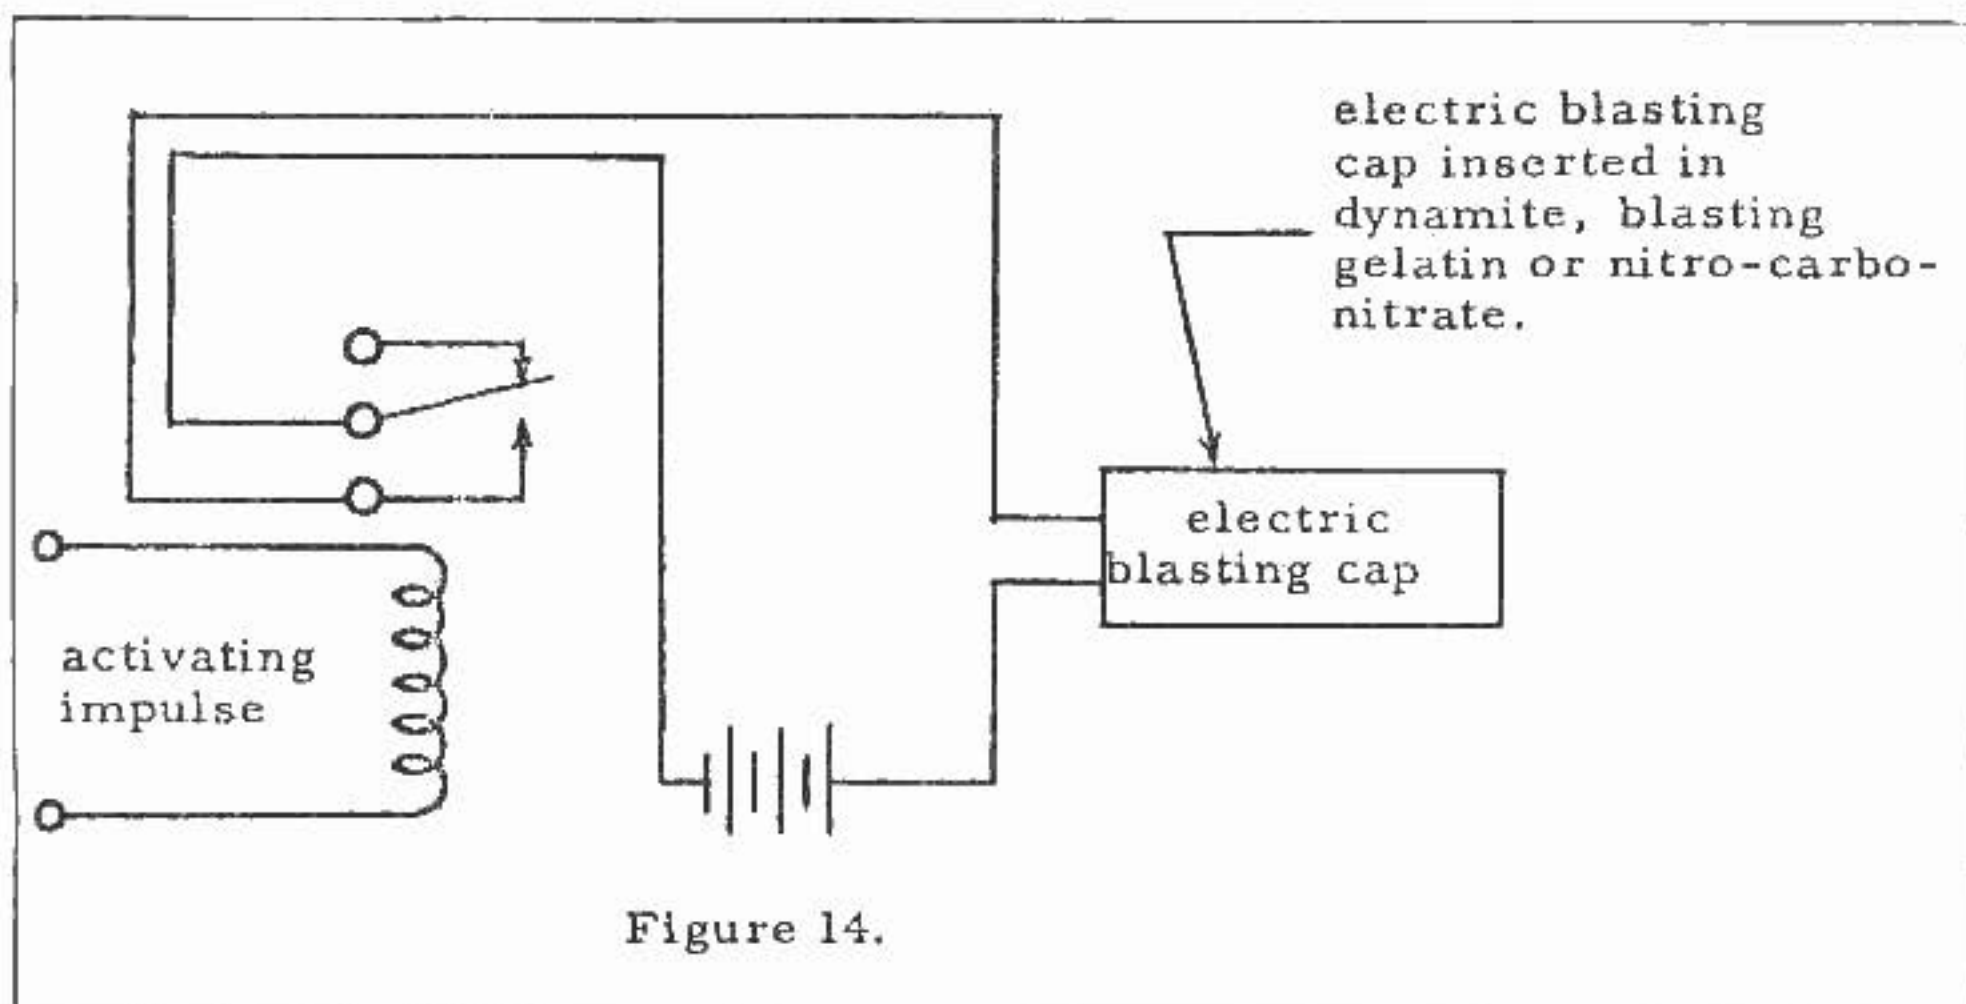 electric blasting
cap inserted in
dynamite, blasting
gelatin or nitro-carbo-
nitrate.
electric
blasting cap
activating
impulse
Figure 14.